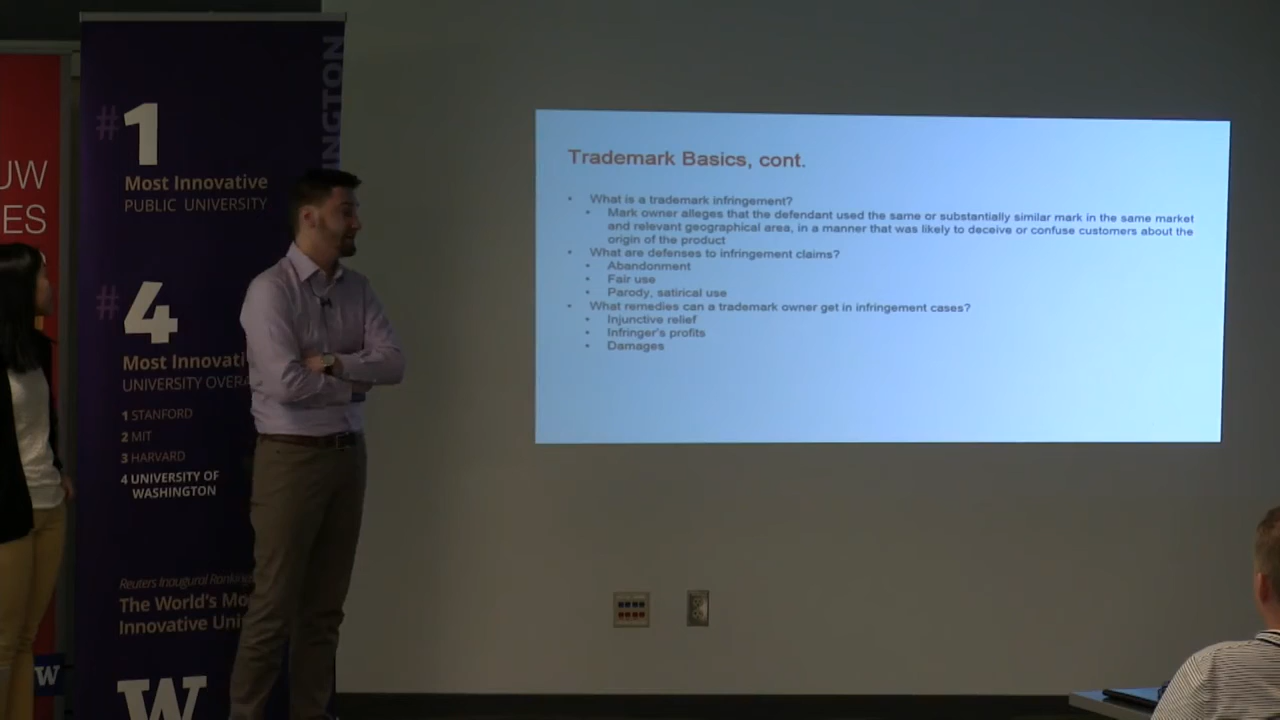 UW
ES
INGTON
#1
Most Innovative
PUBLIC UNIVERSITY
#4
Most Innovati
UNIVERSITY OVERA
1 STANFORD
2 MIT
3 HARVARD
4 UNIVERSITY OF
WASHINGTON
Reuters Inaugural Rankings
The World's Mo
Innovative Uni
W
W
Trademark Basics, cont.
• What is a trademark infringement?
• Mark owner alleges that the defendant used the same or substantially similar mark in the same market
and relevant geographical area, in a manner that was likely to deceive or confuse customers about the
origin of the product
• What are defenses to infringement claims?
• Abandonment
• Fair use
• Parody, satirical use
• What remedies can a trademark owner get in infringement cases?
• Injunctive relief
• Infringer's profits
• Damages